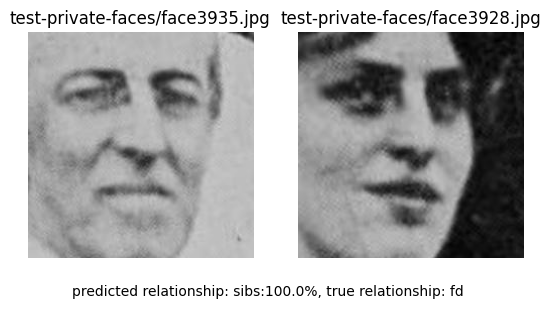 test-private-faces/face3935.jpg test-private-faces/face3928.jpg
predicted relationship: sibs:100.0%, true relationship: fd